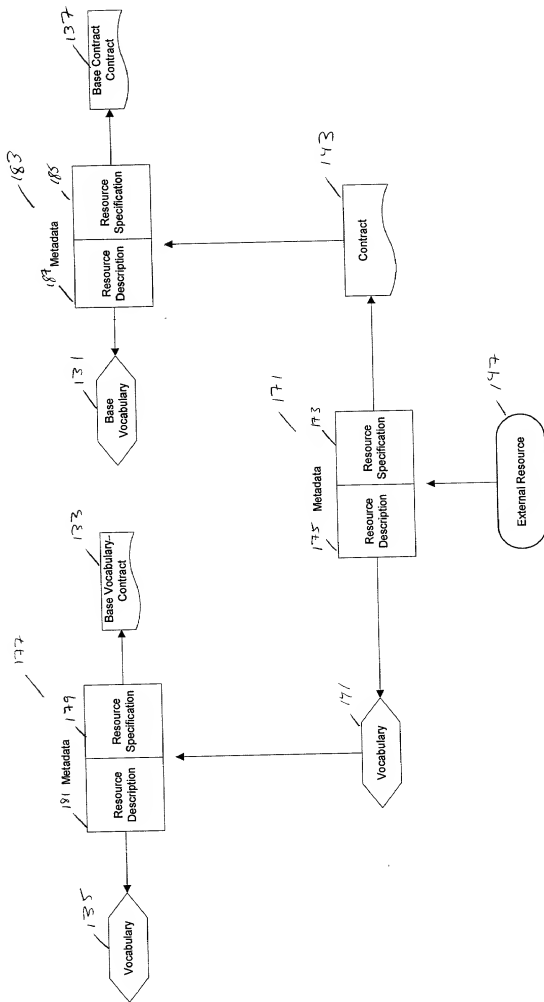 135
Vocabulary
177
181 Metadata 179
Resource
Description
Resource
Specification
133
Base Vocabulary
Contract
131
Base
Vocabulary
183
187 Metadata 185
Resource
Description
Resource
Specification
137
Base Contract
Contract
141
Vocabulary
171
175 Metadata 173
Resource
Description
Resource
Specification
143
Contract
147
External Resource